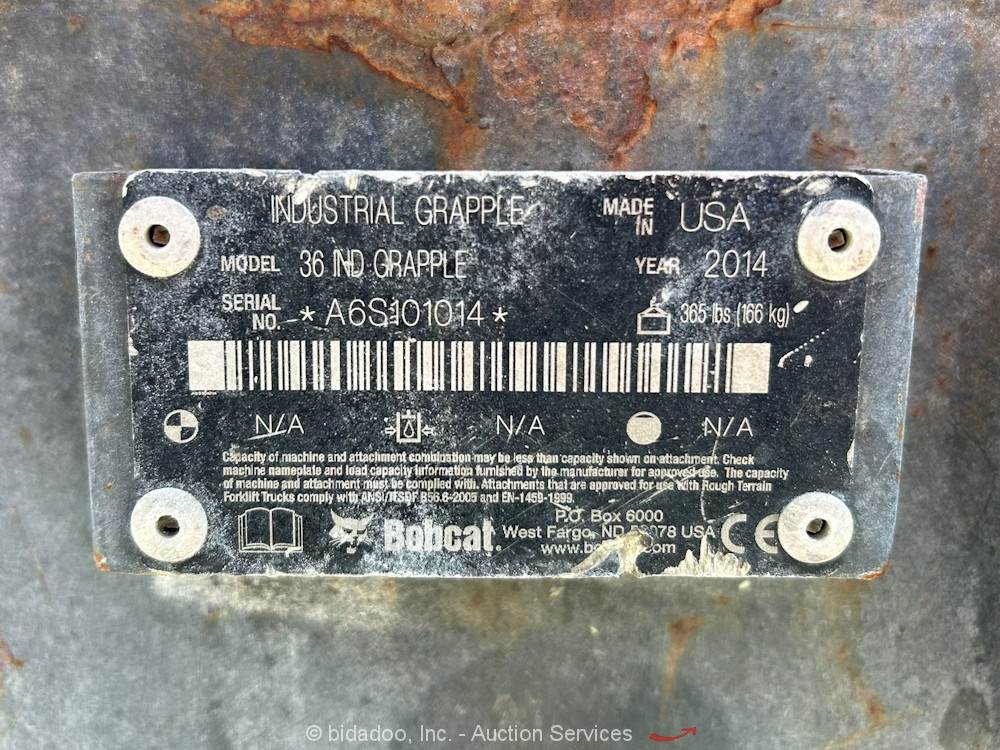 INDUSTRIAL GRAPPLE MADE IN USA
MODEL 36 IND GRAPPLE YEAR 2014
SERIAL NO. * A6S101014 * 365 lbs (166 kg)
N/A N/A N/A
Capacity of machine and attachment combination may be less than capacity shown on attachment. Check
machine nameplate and load capacity information furnished by the manufacturer for approved use. The capacity
of machine and attachment must be complied with. Attachments that are approved for use with Rough Terrain
Forklift Trucks comply with B56.6-2005 and EN-1459-1999.
Bobcat.
P.O. Box 6000
West Fargo, ND USA
CE
© bidadoo, Inc. - Auction Services